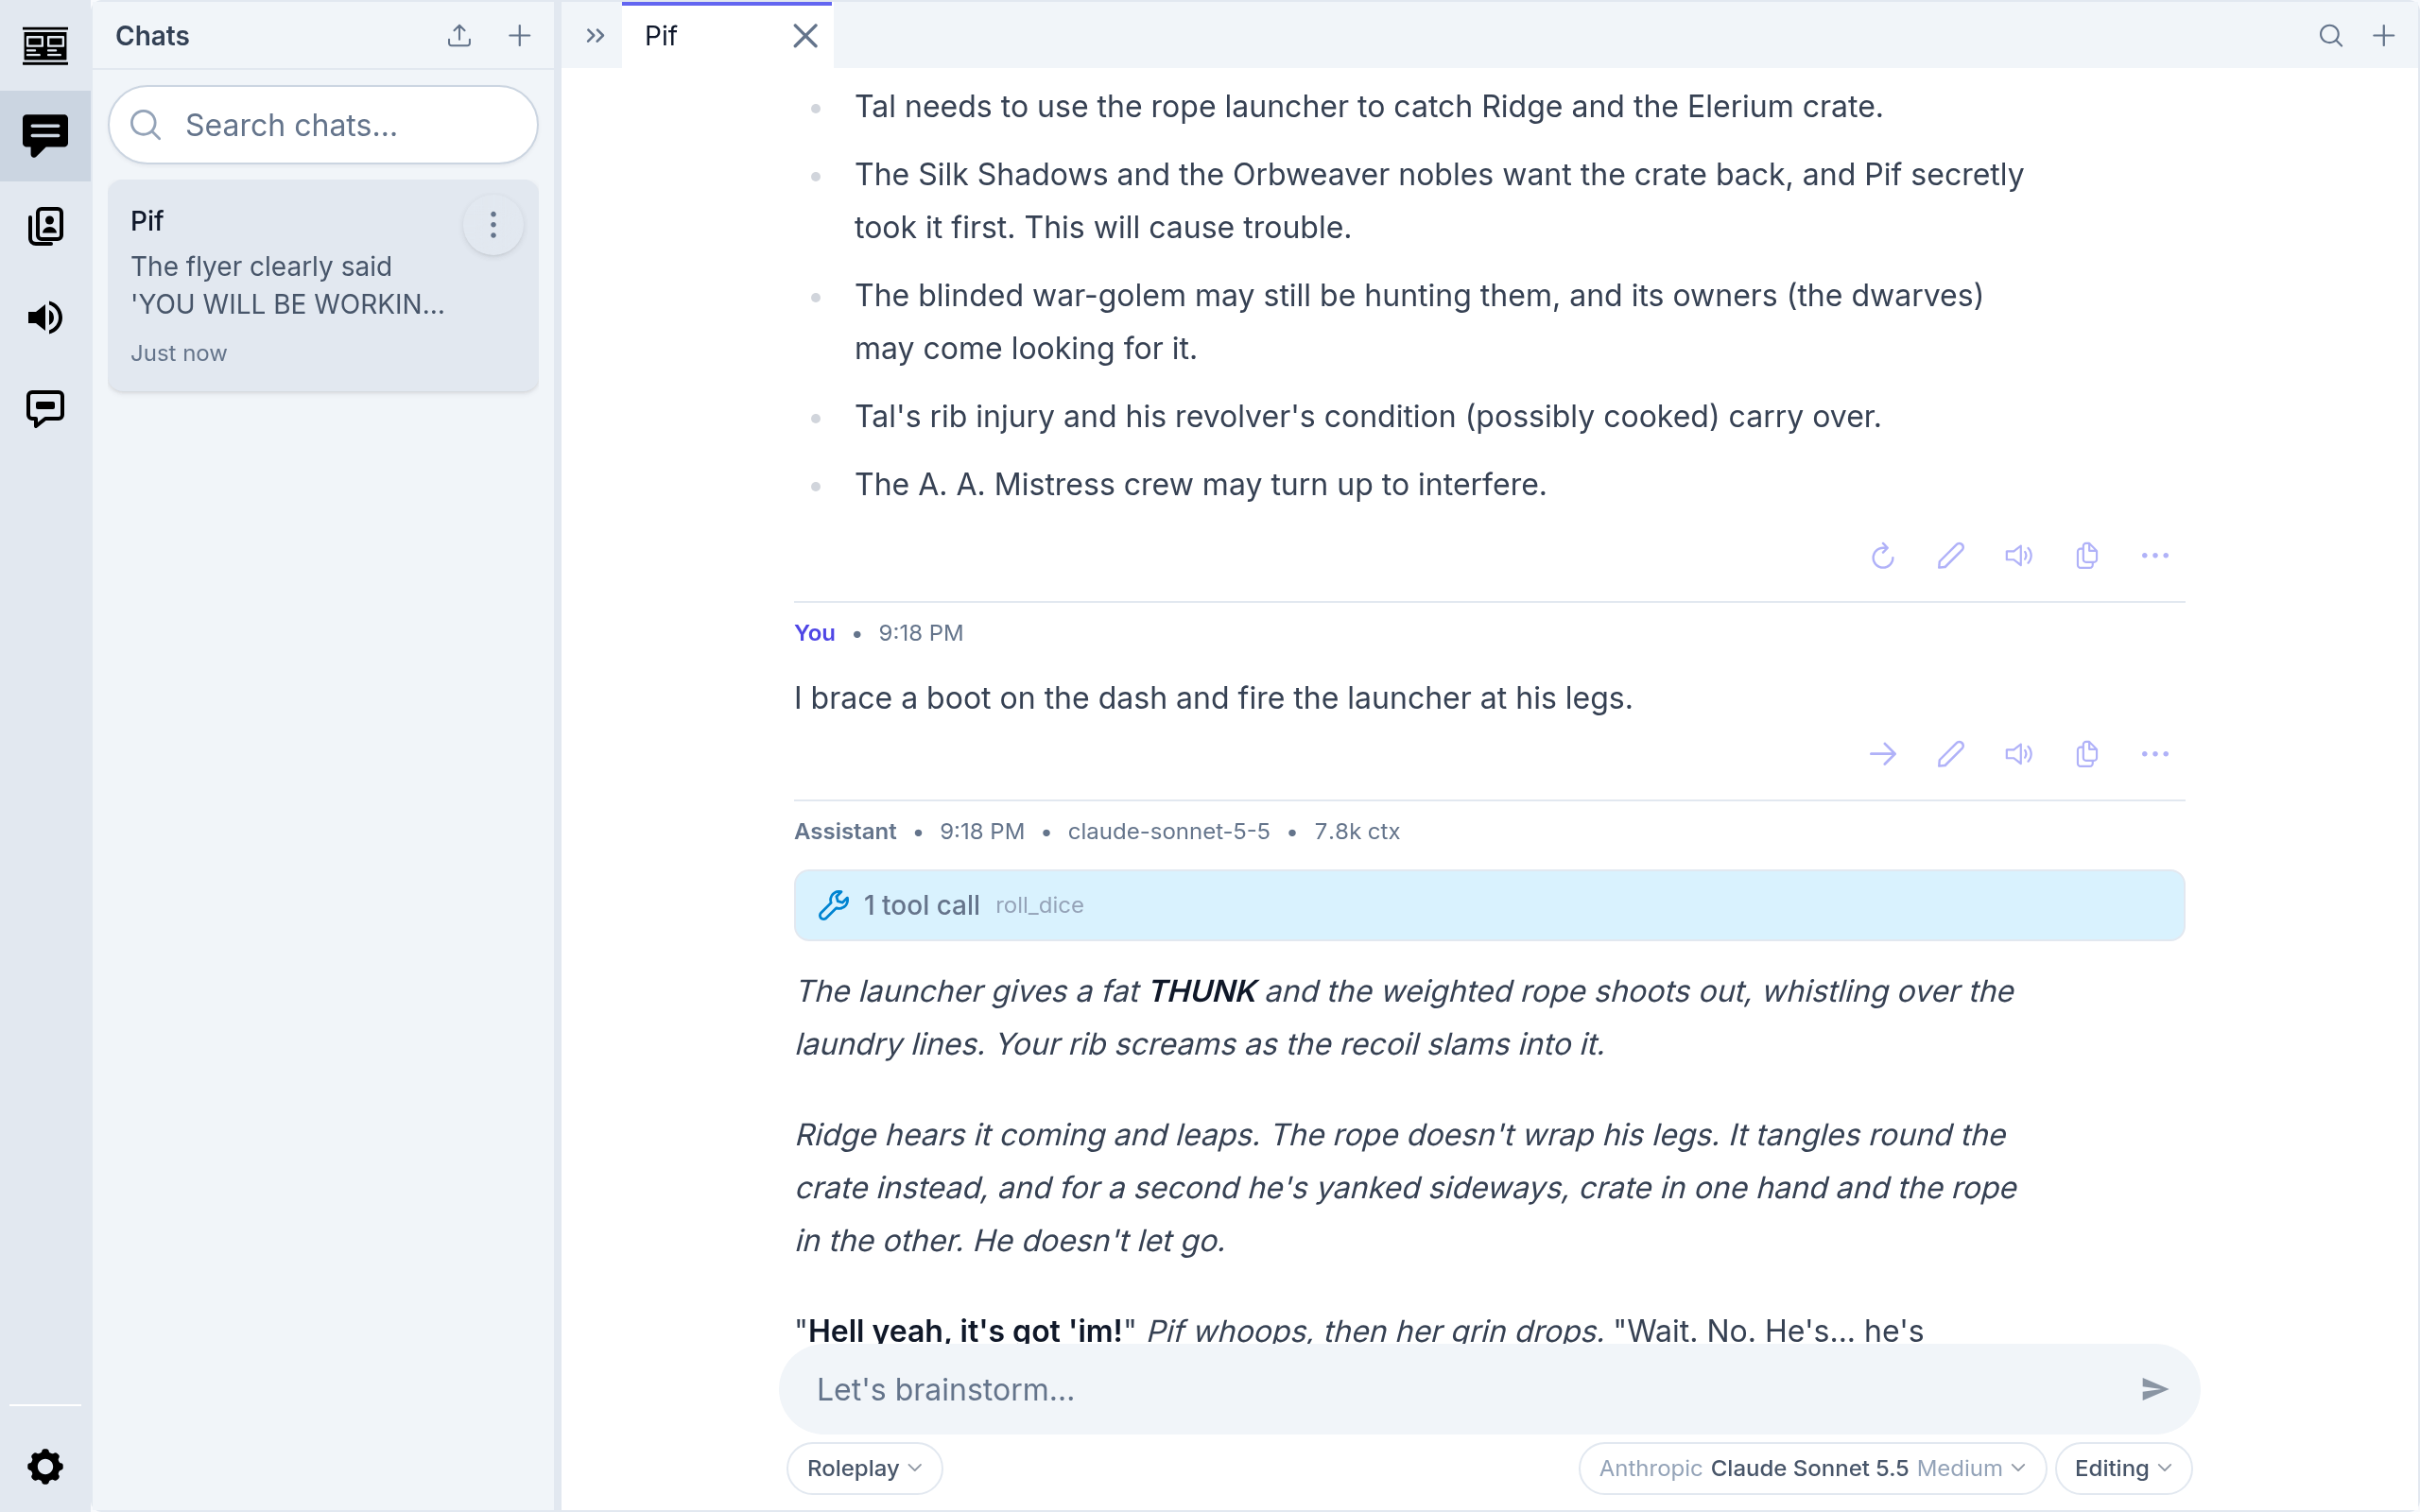 Chats
Pif
Search chats...
Pif
The flyer clearly said
'YOU WILL BE WORKIN...
Just now
Tal needs to use the rope launcher to catch Ridge and the Elerium crate.
The Silk Shadows and the Orbweaver nobles want the crate back, and Pif secretly
took it first. This will cause trouble.
The blinded war-golem may still be hunting them, and its owners (the dwarves)
may come looking for it.
Tal's rib injury and his revolver's condition (possibly cooked) carry over.
The A. A. Mistress crew may turn up to interfere.
You • 9:18 PM
I brace a boot on the dash and fire the launcher at his legs.
Assistant • 9:18 PM • claude-sonnet-5-5 • 7.8k ctx
1 tool call roll_dice
The launcher gives a fat THUNK and the weighted rope shoots out, whistling over the
laundry lines. Your rib screams as the recoil slams into it.
Ridge hears it coming and leaps. The rope doesn't wrap his legs. It tangles round the
crate instead, and for a second he's yanked sideways, crate in one hand and the rope
in the other. He doesn't let go.
"Hell yeah, it's got 'im!" Pif whoops, then her grin drops. "Wait. No. He's... he's
Let's brainstorm...
Roleplay
Anthropic Claude Sonnet 5.5 Medium
Editing